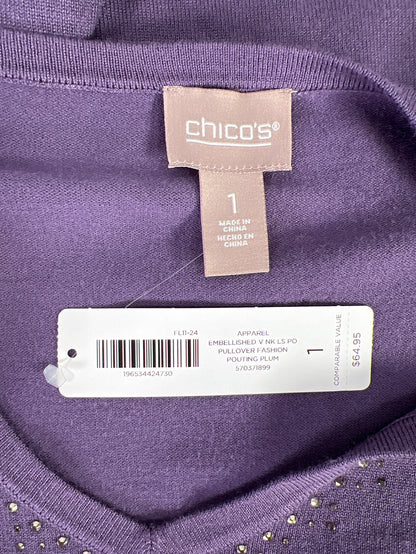 chico's®
1
MADE IN
CHINA
HECHO EN
CHINA
FL11-24
196534424730
APPAREL
EMBELLISHED V NK LS PO
PULLOVER FASHION
POUTING PLUM
570371899
1
COMPARABLE VALUE
$64.95